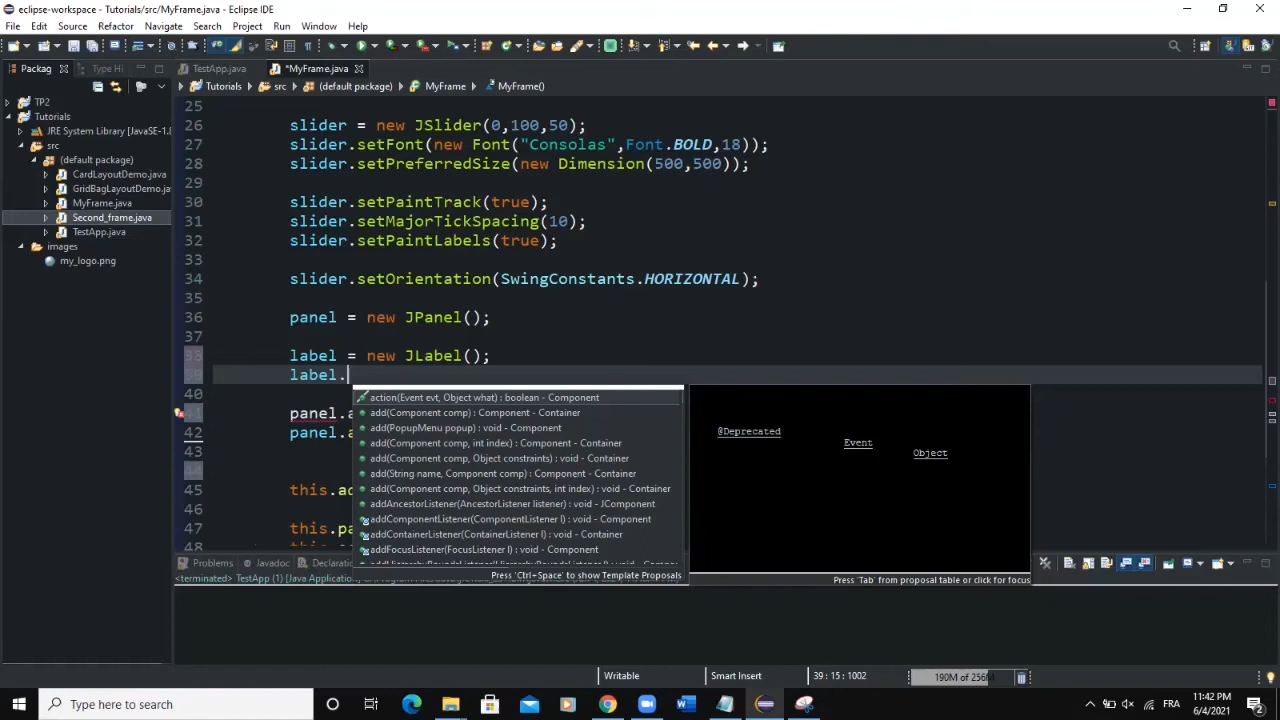 eclipse-workspace - Tutorials/src/MyFrame.java - Eclipse IDE
File Edit Source Refactor Navigate Search Project Run Window Help
Packag Type Hi TestApp.java *MyFrame.java
Tutorials src (default package) MyFrame MyFrame()
TP2
Tutorials
JRE System Library [JavaSE-1.
src
(default package)
CardLayoutDemo.java
GridBagLayoutDemo.java
MyFrame.java
Second_frame.java
TestApp.java
images
my_logo.png
25
26 slider = new JSlider(0,100,50);
27 slider.setFont(new Font("Consolas",Font.BOLD,18));
28 slider.setPreferredSize(new Dimension(500,500));
29
30 slider.setPaintTrack(true);
31 slider.setMajorTickSpacing(10);
32 slider.setPaintLabels(true);
33
34 slider.setOrientation(SwingConstants.HORIZONTAL);
35
36 panel = new JPanel();
37
38 label = new JLabel();
39 label.
40
41 panel.a
42 panel.a
43
44
45 this.ad
46
47 this.pa
48
action(Event evt, Object what) : boolean - Component
add(Component comp) : Component - Container
add(PopupMenu popup) : void - Component
add(Component comp, int index) : Component - Container
add(Component comp, Object constraints) : void - Container
add(String name, Component comp) : Component - Container
add(Component comp, Object constraints, int index) : void - Container
addAncestorListener(AncestorListener listener) : void - JComponent
addComponentListener(ComponentListener l) : void - Component
addContainerListener(ContainerListener l) : void - Container
addFocusListener(FocusListener l) : void - Component
Press 'Ctrl+Space' to show Template Proposals
@Deprecated
Event
Object
Press 'Tab' from proposal table or click for focus
Problems Javadoc Declaratio
<terminated> TestApp (1) [Java Application]
Writable Smart Insert 39 : 15 : 1002 190M of 256M
Type here to search
FRA
11:42 PM
6/4/2021
2